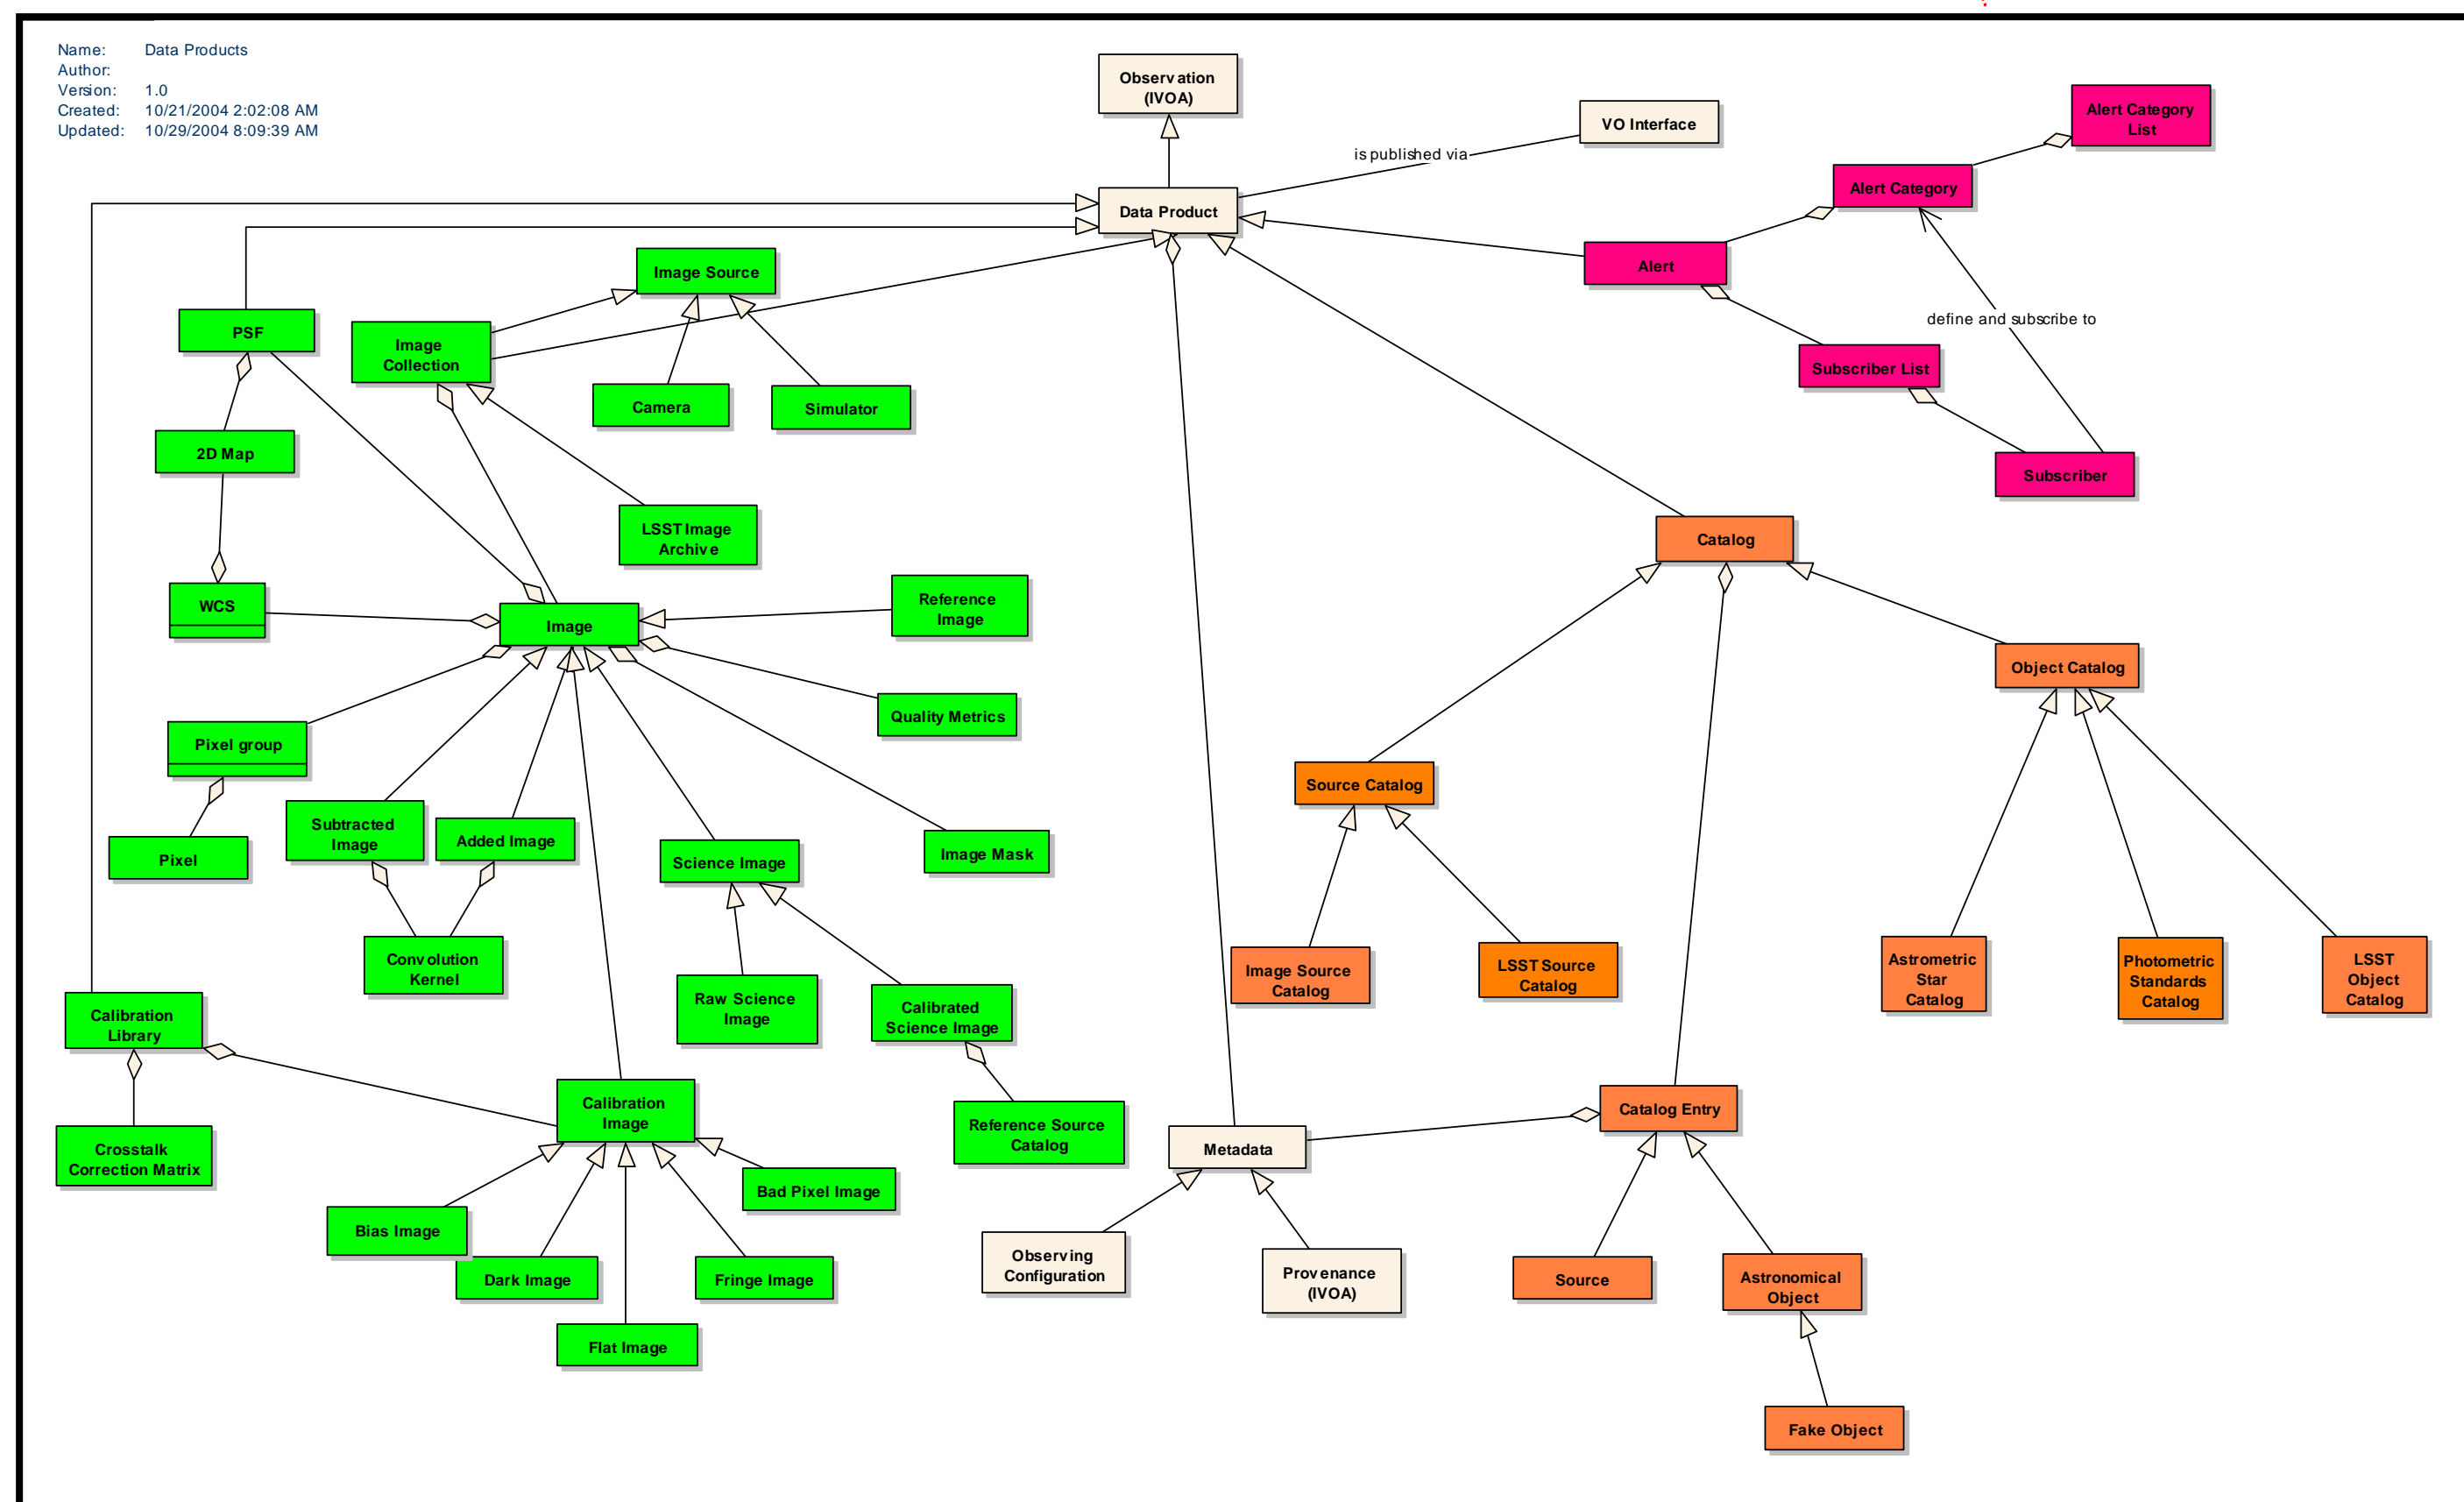 Name: Data Products
Author:
Version: 1.0
Created: 10/21/2004 2:02:08 AM
Updated: 10/29/2004 8:09:39 AM
Observation
(IVOA)
VO Interface
is published via
Alert Category
List
Alert Category
Data Product
Alert
Image Source
define and subscribe to
PSF
Image
Collection
Subscriber List
Camera
Simulator
2D Map
Subscriber
LSST Image
Archive
Catalog
WCS
Reference
Image
Image
Object Catalog
Quality Metrics
Pixel group
Source Catalog
Subtracted
Image
Added Image
Pixel
Science Image
Image Mask
Convolution
Kernel
Image Source
Catalog
LSST Source
Catalog
Astrometric
Star
Catalog
Photometric
Standards
Catalog
LSST
Object
Catalog
Raw Science
Image
Calibrated
Science Image
Calibration
Library
Calibration
Image
Reference Source
Catalog
Catalog Entry
Crosstalk
Correction Matrix
Metadata
Bad Pixel Image
Bias Image
Dark Image
Fringe Image
Observing
Configuration
Provenance
(IVOA)
Source
Astronomical
Object
Flat Image
Fake Object